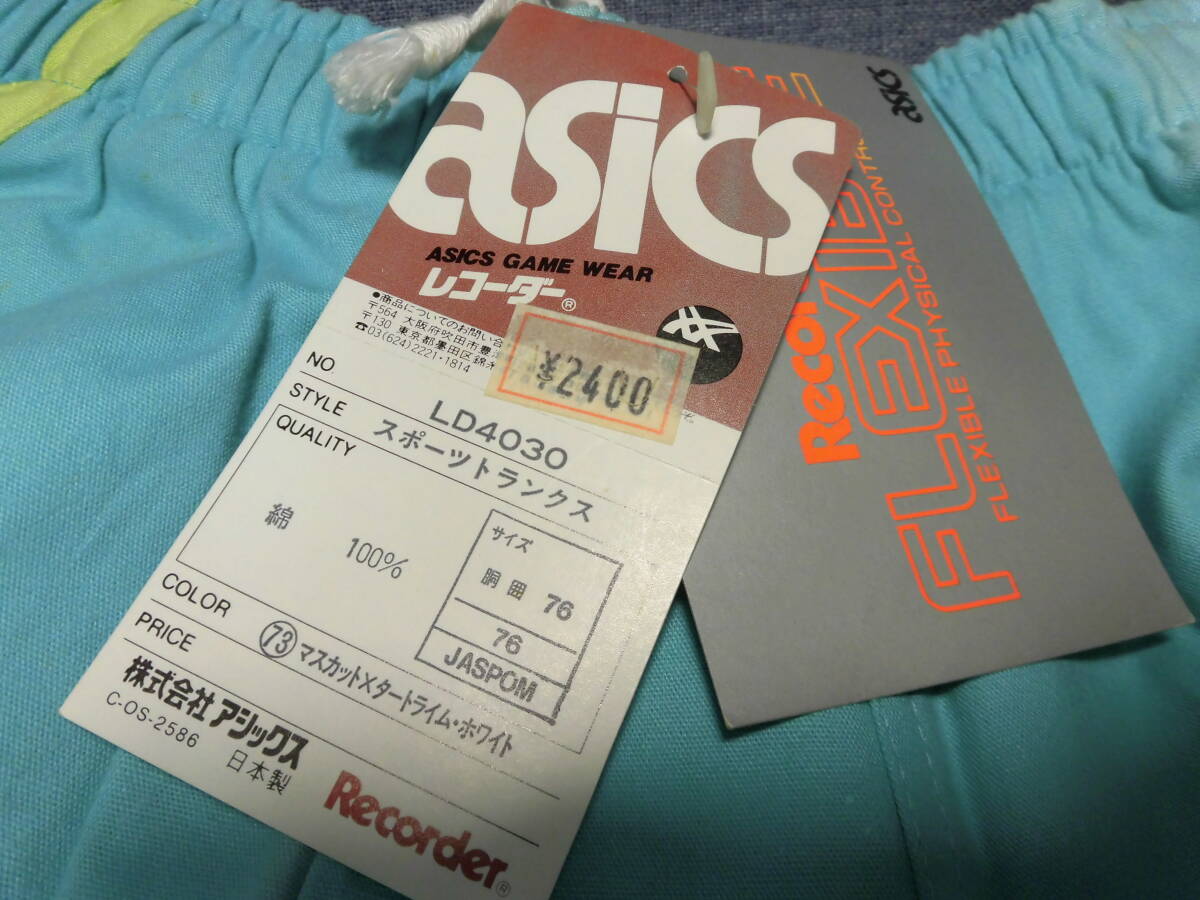 asics
ASICS GAME WEAR
レコーダー®
●商品についてのお問い合
〒564 大阪府吹田市豊
〒130 東京都墨田区錦
☎03(624)2221・1814
¥2400
NO. LD4030
STYLE スポーツトランクス
QUALITY
綿 100%
サイズ
胴囲 76
76
JASPOM
COLOR 73 マスカット×タートライム・ホワイト
PRICE
株式会社アシックス
C-OS-2586 日本製
Recorder®
asics
Recor
FLEXIB
FLEXIBLE PHYSICAL CONTR